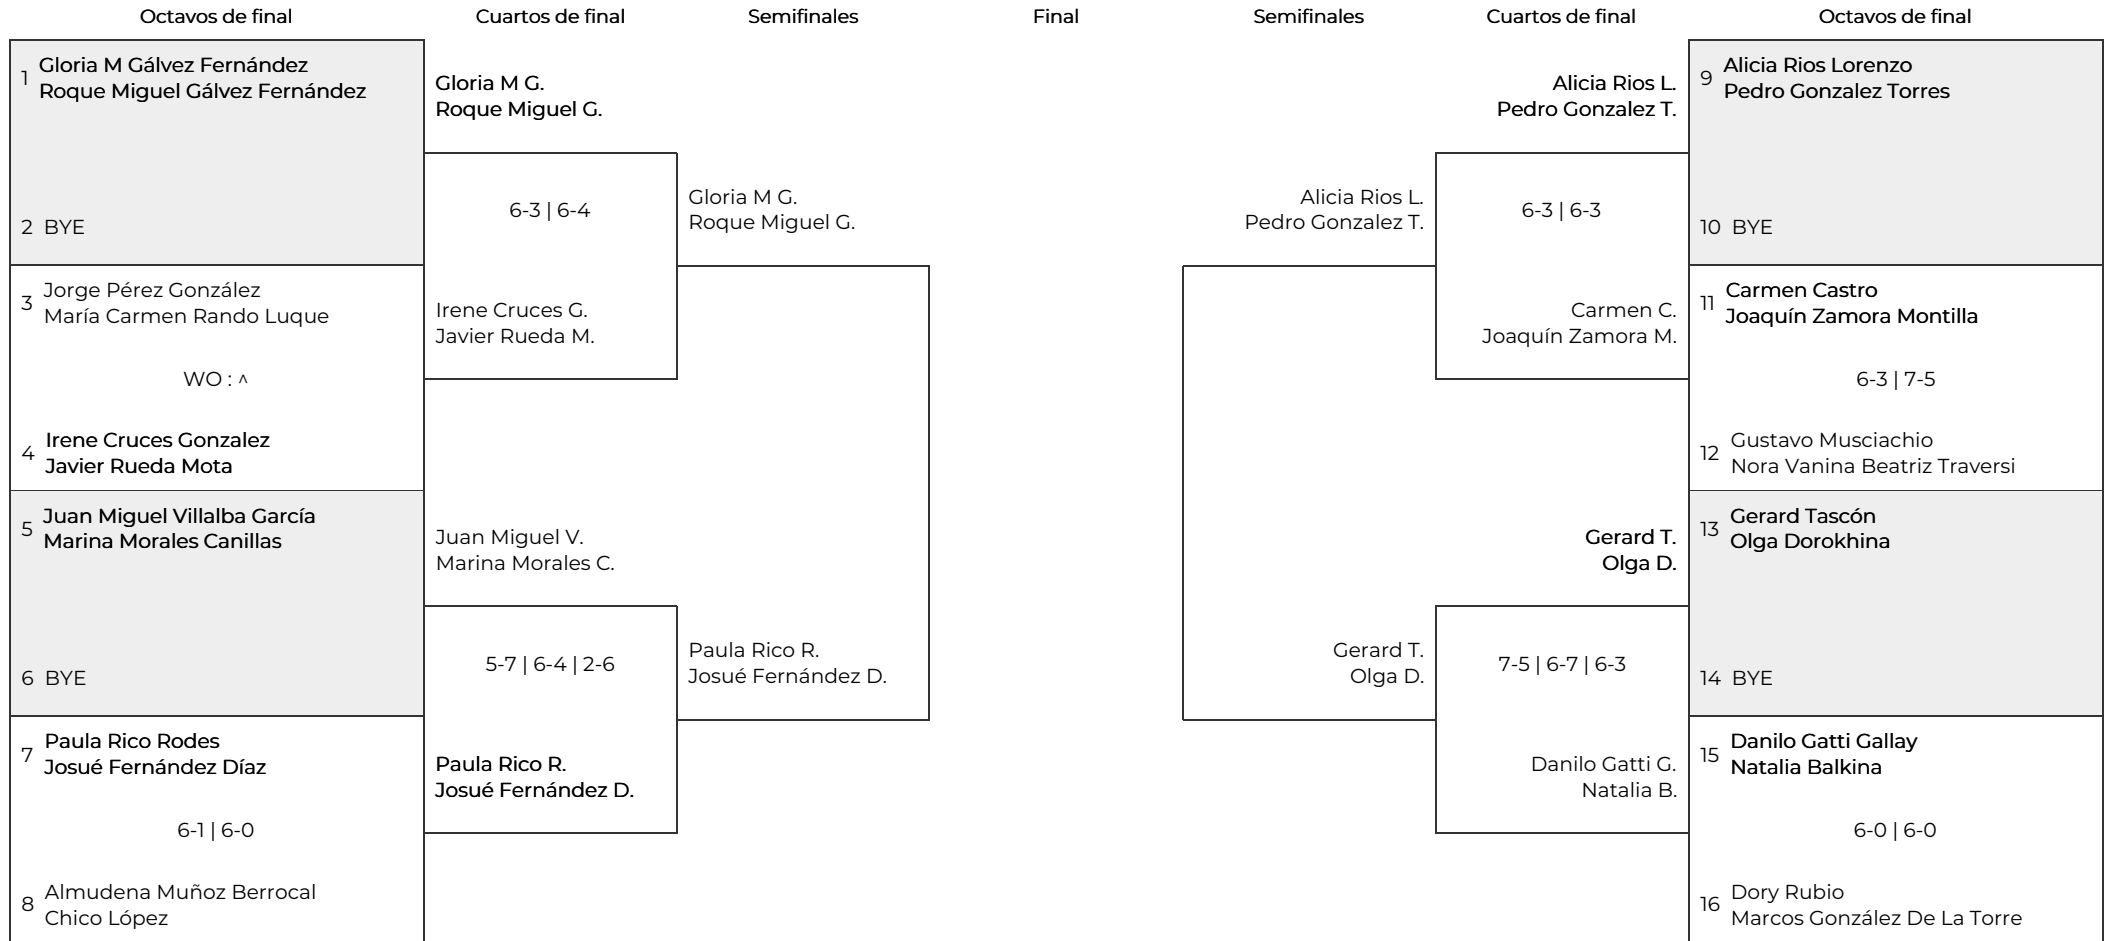 Octavos de final
Cuartos de final
Semifinales
Final
Semifinales
Cuartos de final
Octavos de final
1
Gloria M Gálvez Fernández
Roque Miguel Gálvez Fernández
2 BYE
3
Jorge Pérez González
María Carmen Rando Luque
WO : ^
4
Irene Cruces Gonzalez
Javier Rueda Mota
5
Juan Miguel Villalba García
Marina Morales Canillas
6 BYE
7
Paula Rico Rodes
Josué Fernández Díaz
6-1 | 6-0
8
Almudena Muñoz Berrocal
Chico López
Gloria M G.
Roque Miguel G.
6-3 | 6-4
Irene Cruces G.
Javier Rueda M.
Juan Miguel V.
Marina Morales C.
5-7 | 6-4 | 2-6
Paula Rico R.
Josué Fernández D.
Gloria M G.
Roque Miguel G.
Paula Rico R.
Josué Fernández D.
Alicia Rios L.
Pedro Gonzalez T.
Gerard T.
Olga D.
Alicia Rios L.
Pedro Gonzalez T.
6-3 | 6-3
Carmen C.
Joaquín Zamora M.
Gerard T.
Olga D.
7-5 | 6-7 | 6-3
Danilo Gatti G.
Natalia B.
9
Alicia Rios Lorenzo
Pedro Gonzalez Torres
10 BYE
11
Carmen Castro
Joaquín Zamora Montilla
6-3 | 7-5
12
Gustavo Musciachio
Nora Vanina Beatriz Traversi
13
Gerard Tascón
Olga Dorokhina
14 BYE
15
Danilo Gatti Gallay
Natalia Balkina
6-0 | 6-0
16
Dory Rubio
Marcos González De La Torre